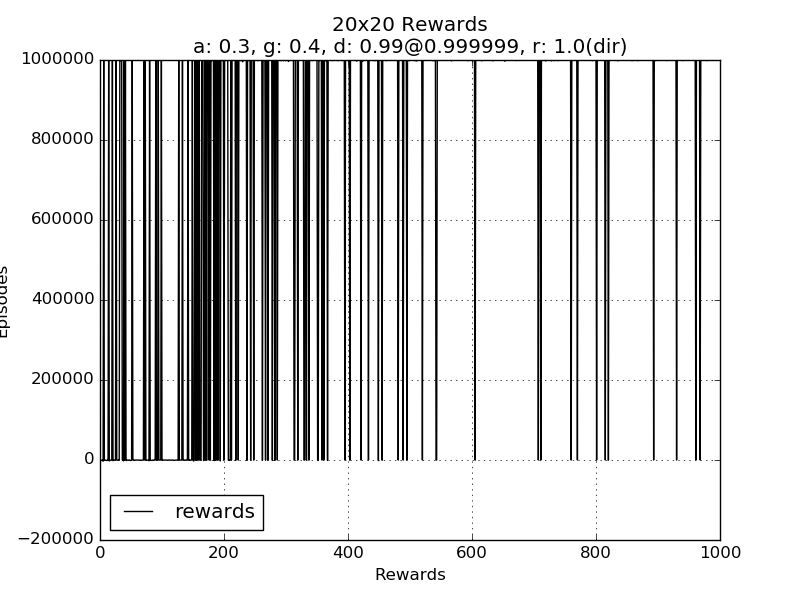 20x20 Rewards
a: 0.3, g: 0.4, d: 0.99@0.999999, r: 1.0(dir)
1000000
800000
600000
400000
200000
0
−200000
Episodes
rewards
0 200 400 600 800 1000
Rewards